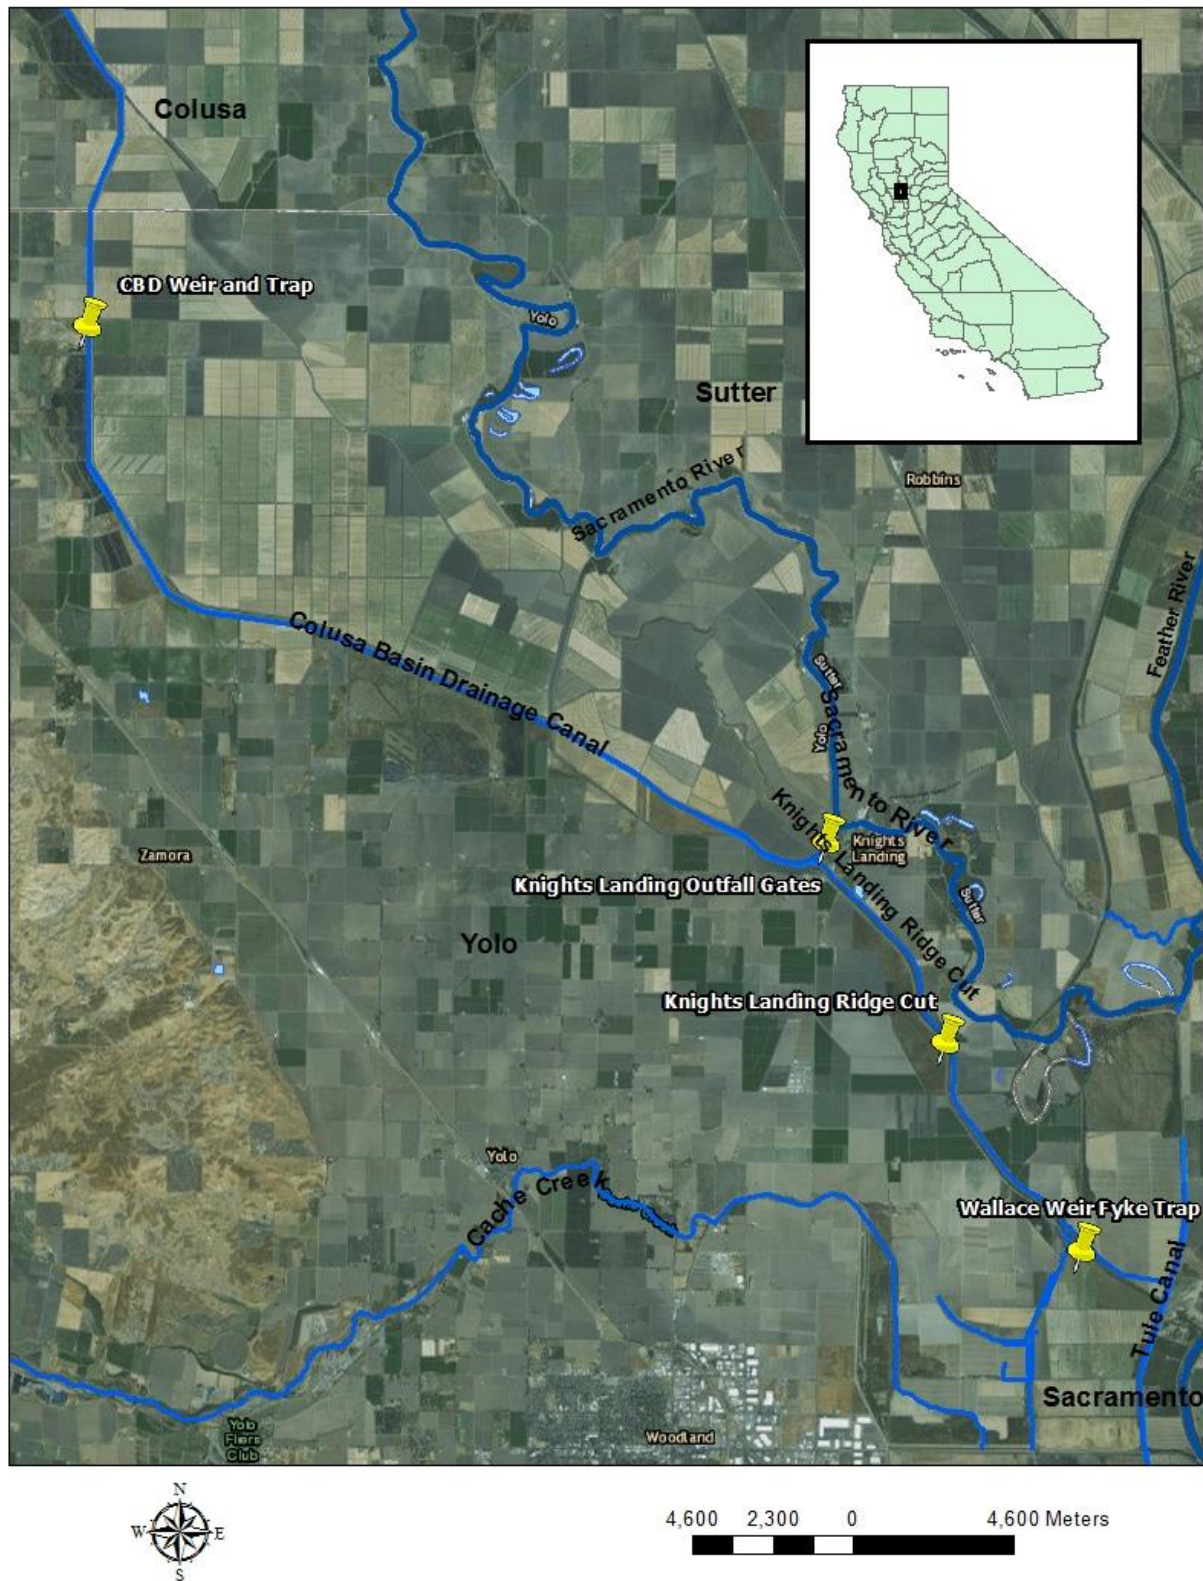 Colusa
CBD Weir and Trap
Yolo
Sutter
Sacramento River
Robbins
Feather River
Colusa Basin Drainage Canal
Sutter
Yolo
Sacramento River
Knights Landing Ridge Cut
Knights
Landing
Zamora
Knights Landing Outfall Gates
Sutter
Yolo
Knights Landing Ridge Cut
Yolo
Cache Creek
Cache Creek
Wallace Weir Fyke Trap
Tule Canal
Sacramento
Yolo
Fliers
Club
Woodland
N
W E
S
4,600 2,300 0 4,600 Meters